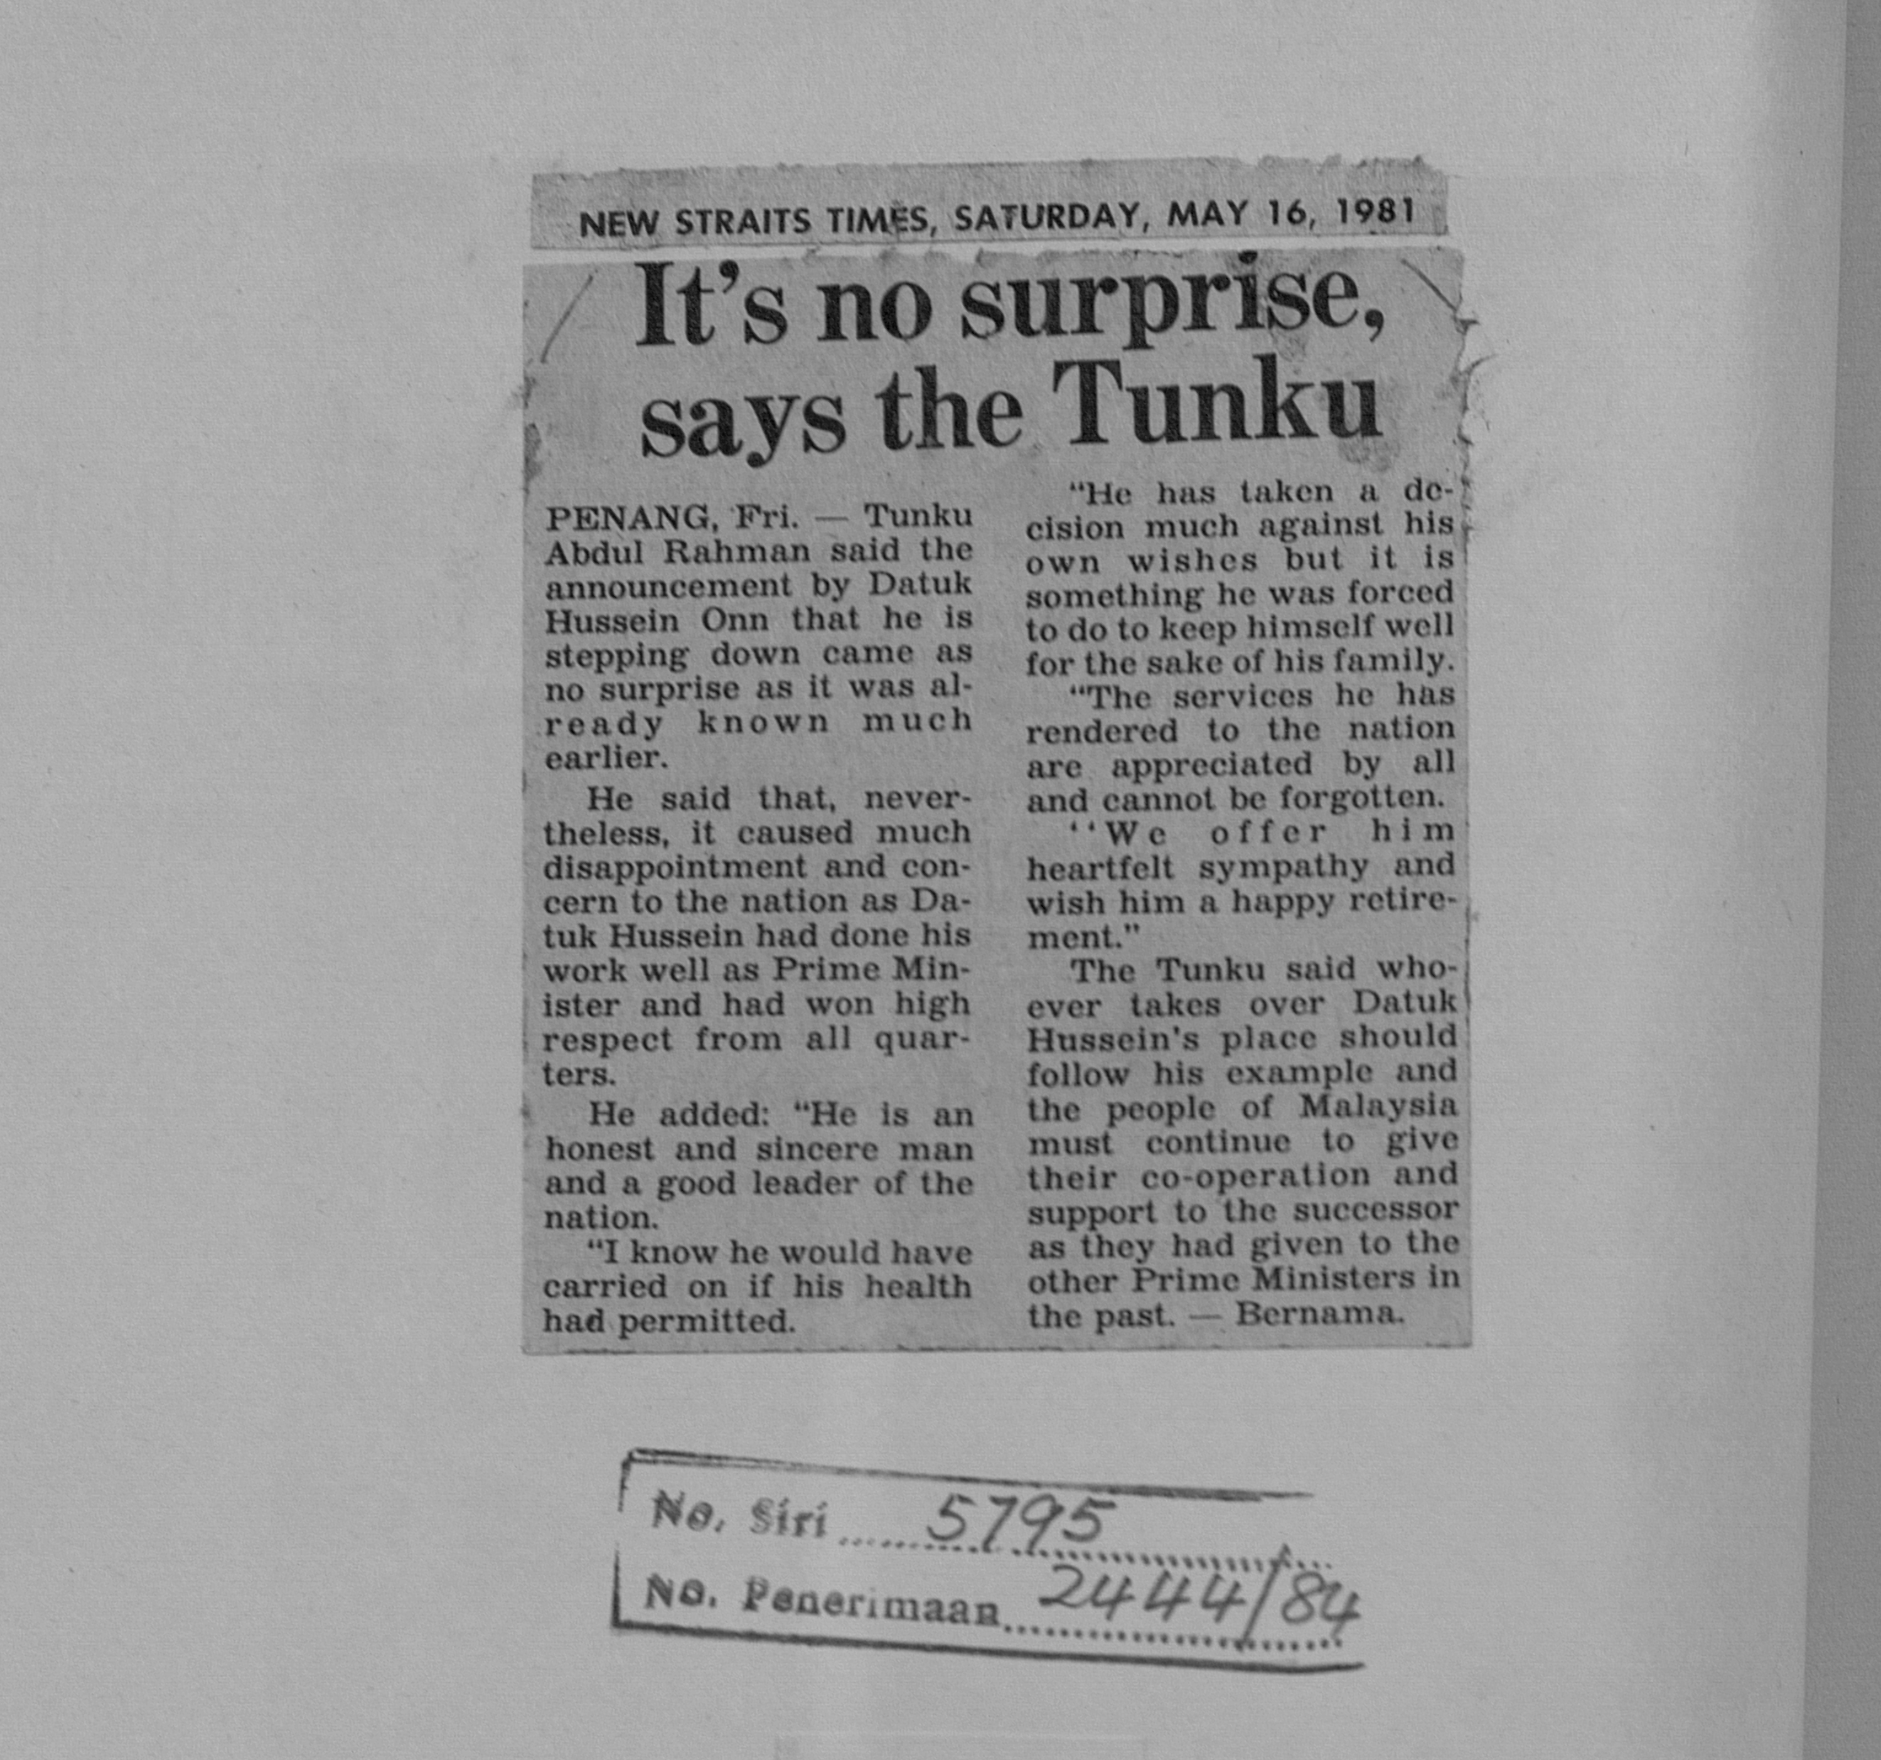 NEW STRAITS TIMES, SATURDAY, MAY 16, 1981
It's no surprise,
says the Tunku
PENANG, Fri. — Tunku
Abdul Rahman said the
announcement by Datuk
Hussein Onn that he is
stepping down came as
no surprise as it was al-
ready known much
earlier.
He said that, never-
theless, it caused much
disappointment and con-
cern to the nation as Da-
tuk Hussein had done his
work well as Prime Min-
ister and had won high
respect from all quar-
ters.
He added: “He is an
honest and sincere man
and a good leader of the
nation.
“I know he would have
carried on if his health
had permitted.
“He has taken a de-
cision much against his
own wishes but it is
something he was forced
to do to keep himself well
for the sake of his family.
“The services he has
rendered to the nation
are appreciated by all
and cannot be forgotten.
‘‘We offer him
heartfelt sympathy and
wish him a happy retire-
ment.”
The Tunku said who-
ever takes over Datuk
Hussein's place should
follow his example and
the people of Malaysia
must continue to give
their co-operation and
support to the successor
as they had given to the
other Prime Ministers in
the past. — Bernama.
No. Siri 5795
No. Penerimaan 2444/84